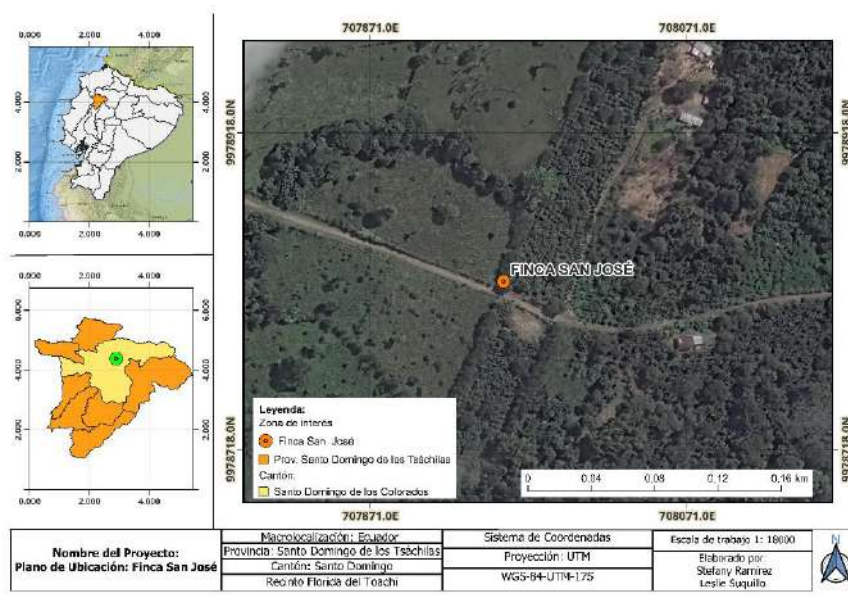 707871.0E
708071.0E
0.000
2.000
4.000
4.000
4.000
2.000
2.000
0.000
2.000
4.000
9978918.0N
9978918.0N
FINCA SAN JOSÉ
0.000
2.000
4.000
6.000
6.000
4.000
4.000
2.000
2.000
0.000
2.000
4.000
9978718.0N
9978718.0N
Leyenda:
Zona de interés
Finca San José
Prov. Santo Domingo de los Tsáchilas
Cantón:
Santo Domingo de los Colorados
0
0,04
0,08
0,12
0,16 km
707871.0E
708071.0E
Nombre del Proyecto:
Plano de Ubicación: Finca San José
Macrolocalización: Ecuador
Provincia: Santo Domingo de los Tsáchilas
Cantón: Santo Domingo
Recinto Florida del Toachi
Sistema de Coordenadas
Proyección: UTM
WGS-84-UTM-17S
Escala de trabajo 1: 18000
Elaborado por
Stefany Ramírez
Leslie Suquillo
N